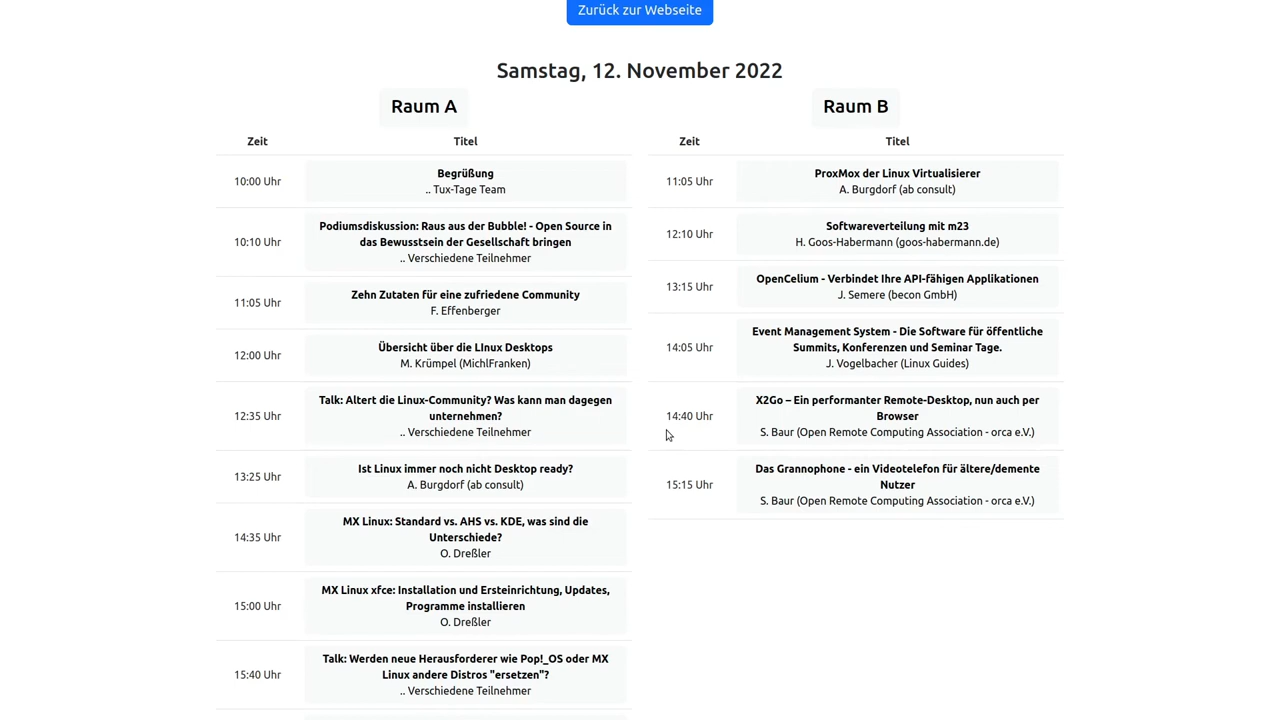 Zurück zur Webseite
Samstag, 12. November 2022
Raum A
Zeit Titel
10:00 Uhr
Begrüßung
.. Tux-Tage Team
10:10 Uhr
Podiumsdiskussion: Raus aus der Bubble! - Open Source in
das Bewusstsein der Gesellschaft bringen
.. Verschiedene Teilnehmer
11:05 Uhr
Zehn Zutaten für eine zufriedene Community
F. Effenberger
12:00 Uhr
Übersicht über die LInux Desktops
M. Krümpel (MichlFranken)
12:35 Uhr
Talk: Altert die Linux-Community? Was kann man dagegen
unternehmen?
.. Verschiedene Teilnehmer
13:25 Uhr
Ist Linux immer noch nicht Desktop ready?
A. Burgdorf (ab consult)
14:35 Uhr
MX Linux: Standard vs. AHS vs. KDE, was sind die
Unterschiede?
O. Dreßler
15:00 Uhr
MX Linux xfce: Installation und Ersteinrichtung, Updates,
Programme installieren
O. Dreßler
15:40 Uhr
Talk: Werden neue Herausforderer wie Pop!_OS oder MX
Linux andere Distros "ersetzen"?
.. Verschiedene Teilnehmer
Raum B
Zeit Titel
11:05 Uhr
ProxMox der Linux Virtualisierer
A. Burgdorf (ab consult)
12:10 Uhr
Softwareverteilung mit m23
H. Goos-Habermann (goos-habermann.de)
13:15 Uhr
OpenCelium - Verbindet Ihre API-fähigen Applikationen
J. Semere (becon GmbH)
14:05 Uhr
Event Management System - Die Software für öffentliche
Summits, Konferenzen und Seminar Tage.
J. Vogelbacher (Linux Guides)
14:40 Uhr
X2Go – Ein performanter Remote-Desktop, nun auch per
Browser
S. Baur (Open Remote Computing Association - orca e.V.)
15:15 Uhr
Das Grannophone - ein Videotelefon für ältere/demente
Nutzer
S. Baur (Open Remote Computing Association - orca e.V.)